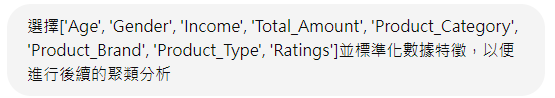 選擇['Age', 'Gender', 'Income', 'Total_Amount', 'Product_Category',
'Product_Brand', 'Product_Type', 'Ratings']並標準化數據特徵，以便
進行後續的聚類分析